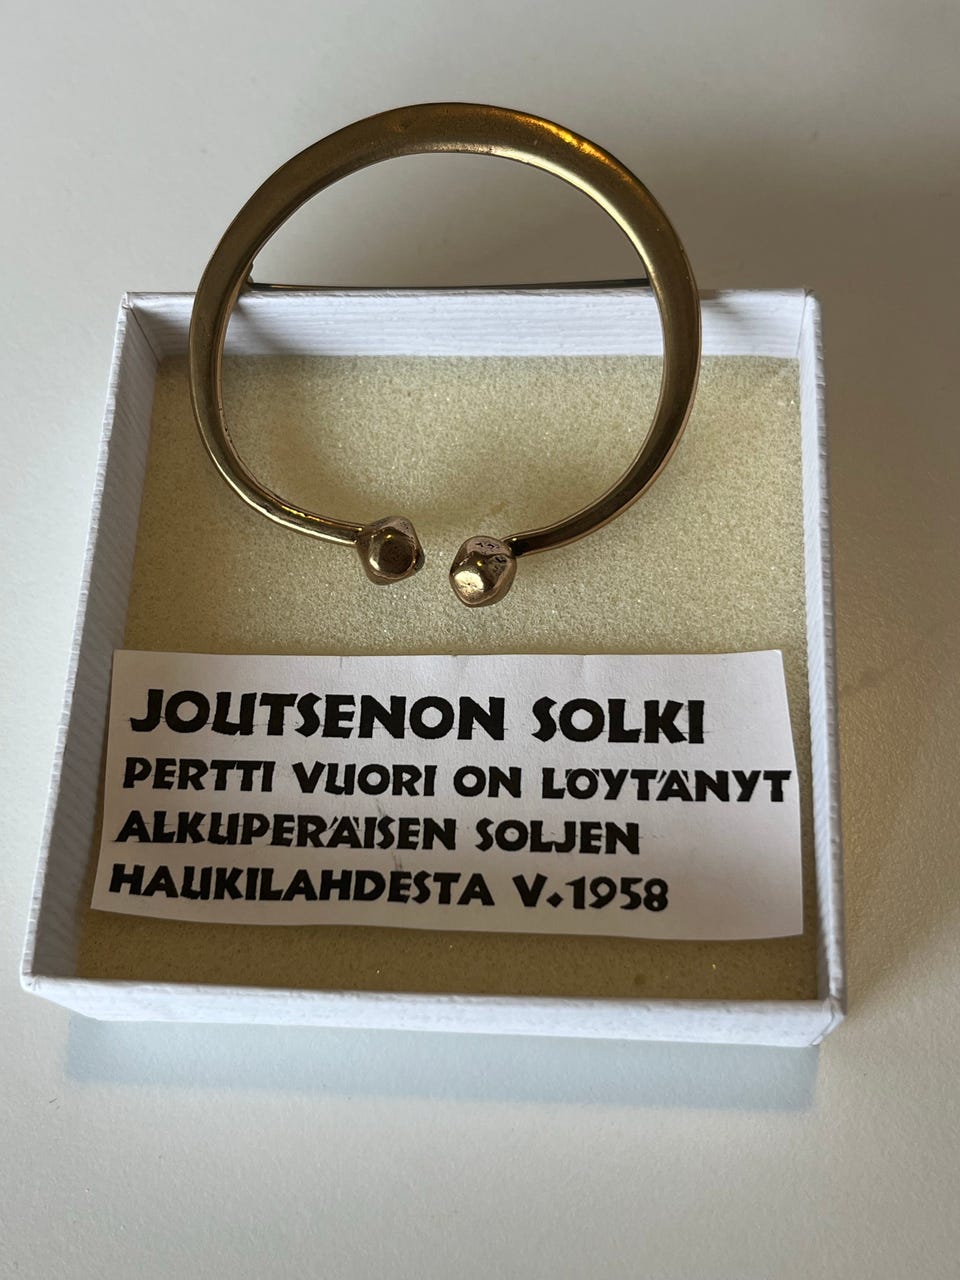 JOUTSENON SOLKI
PERTTI VUORI ON LÖYTÄNYT
ALKUPERÄISEN SOLJEN
HAUKILAHDESTA V.1958